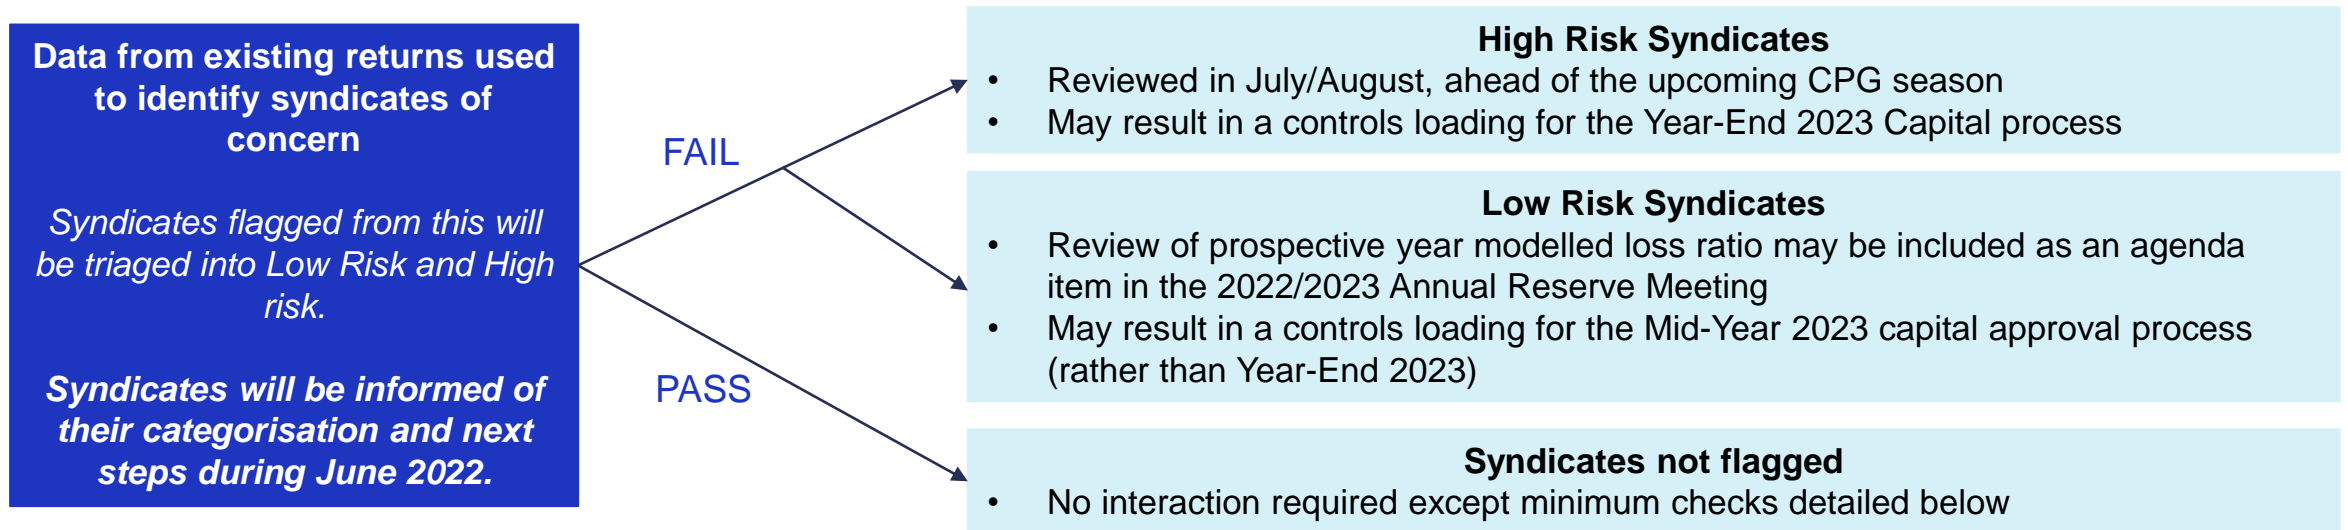 Data from existing returns used
to identify syndicates of
concern
Syndicates flagged from this will
be triaged into Low Risk and High
risk.
Syndicates will be informed of
their categorisation and next
steps during June 2022.
FAIL
PASS
High Risk Syndicates
• Reviewed in July/August, ahead of the upcoming CPG season
• May result in a controls loading for the Year-End 2023 Capital process
Low Risk Syndicates
• Review of prospective year modelled loss ratio may be included as an agenda
item in the 2022/2023 Annual Reserve Meeting
• May result in a controls loading for the Mid-Year 2023 capital approval process
(rather than Year-End 2023)
Syndicates not flagged
• No interaction required except minimum checks detailed below